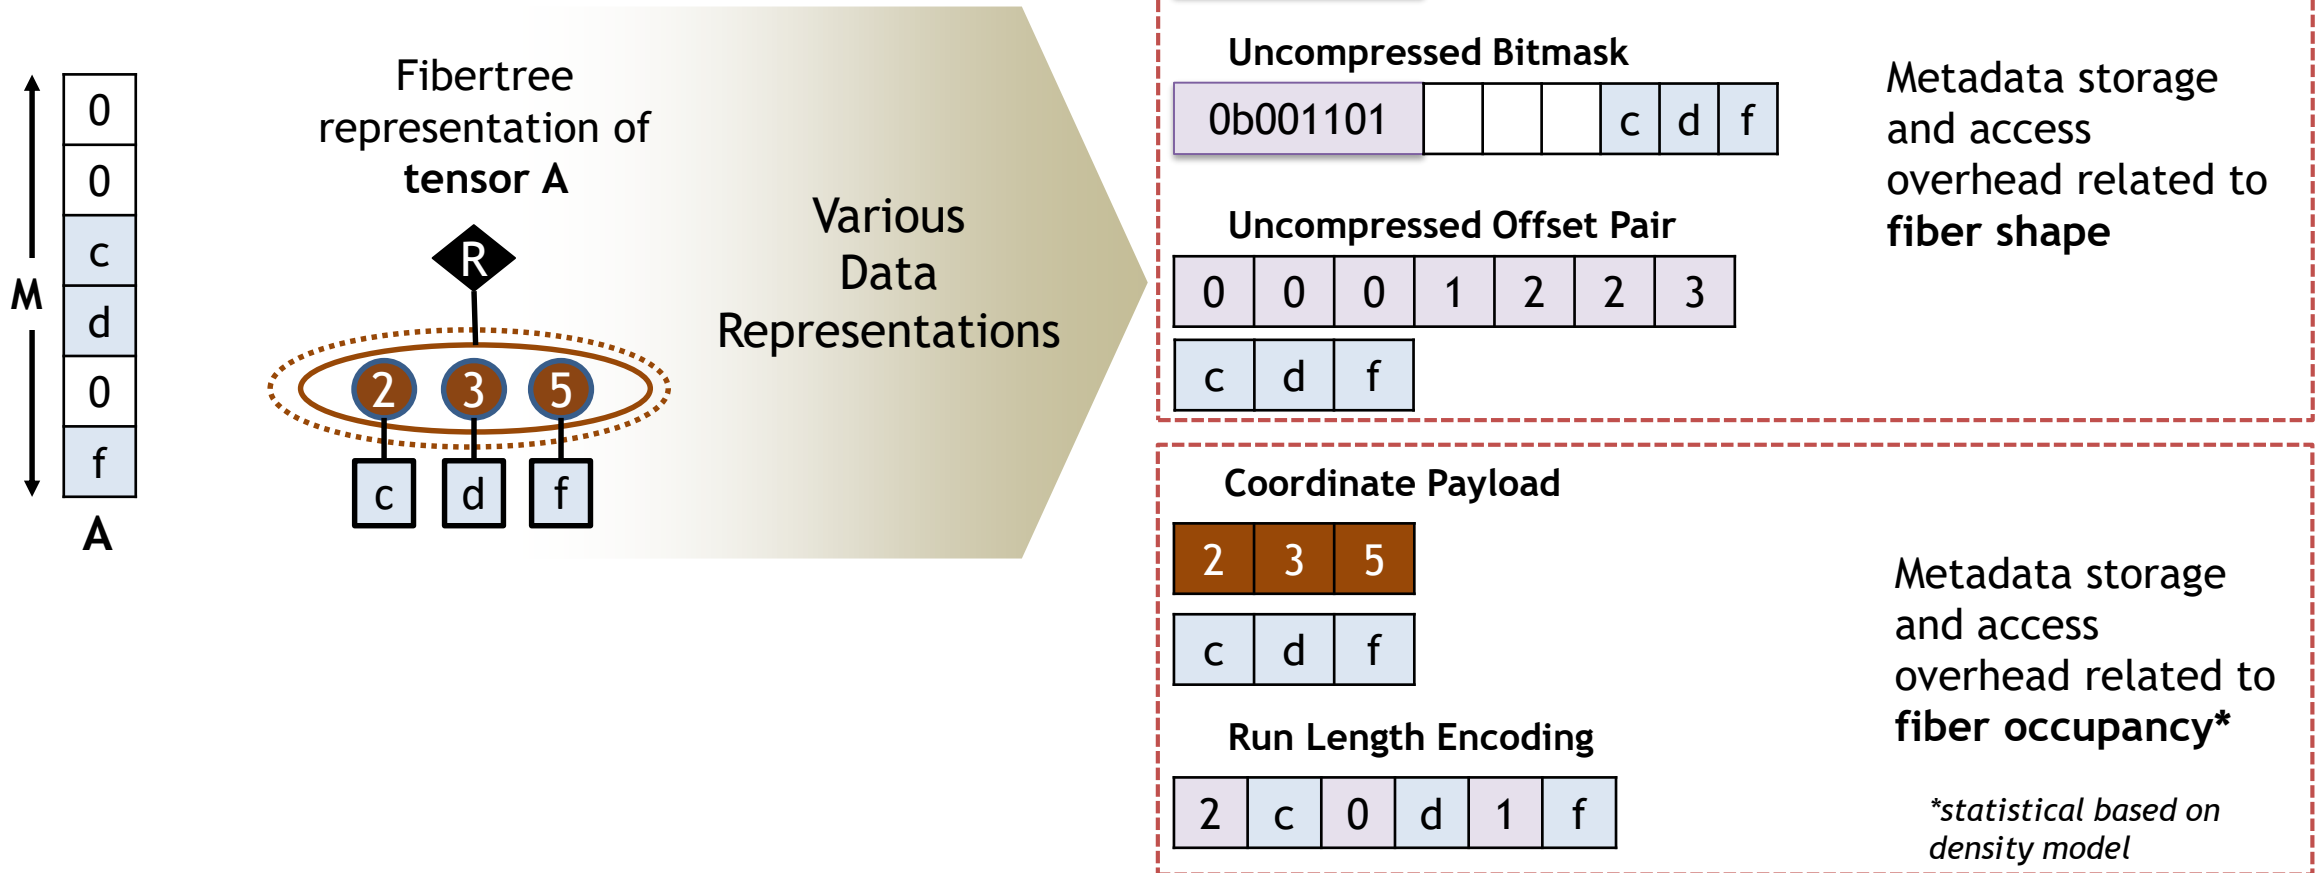 0
0
c
d
0
f
M
A
Fibertree
representation of
tensor A
R
2 3 5
c d f
Various
Data
Representations
Uncompressed Bitmask
0b001101 c d f
Uncompressed Offset Pair
0 0 0 1 2 2 3
c d f
Metadata storage
and access
overhead related to
fiber shape
Coordinate Payload
2 3 5
c d f
Run Length Encoding
2 c 0 d 1 f
Metadata storage
and access
overhead related to
fiber occupancy*
*statistical based on
density model